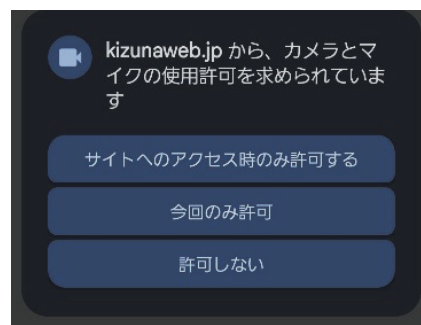 kizunaweb.jp から、カメラとマ
イクの使用許可を求められていま
す
サイトへのアクセス時のみ許可する
今回のみ許可
許可しない